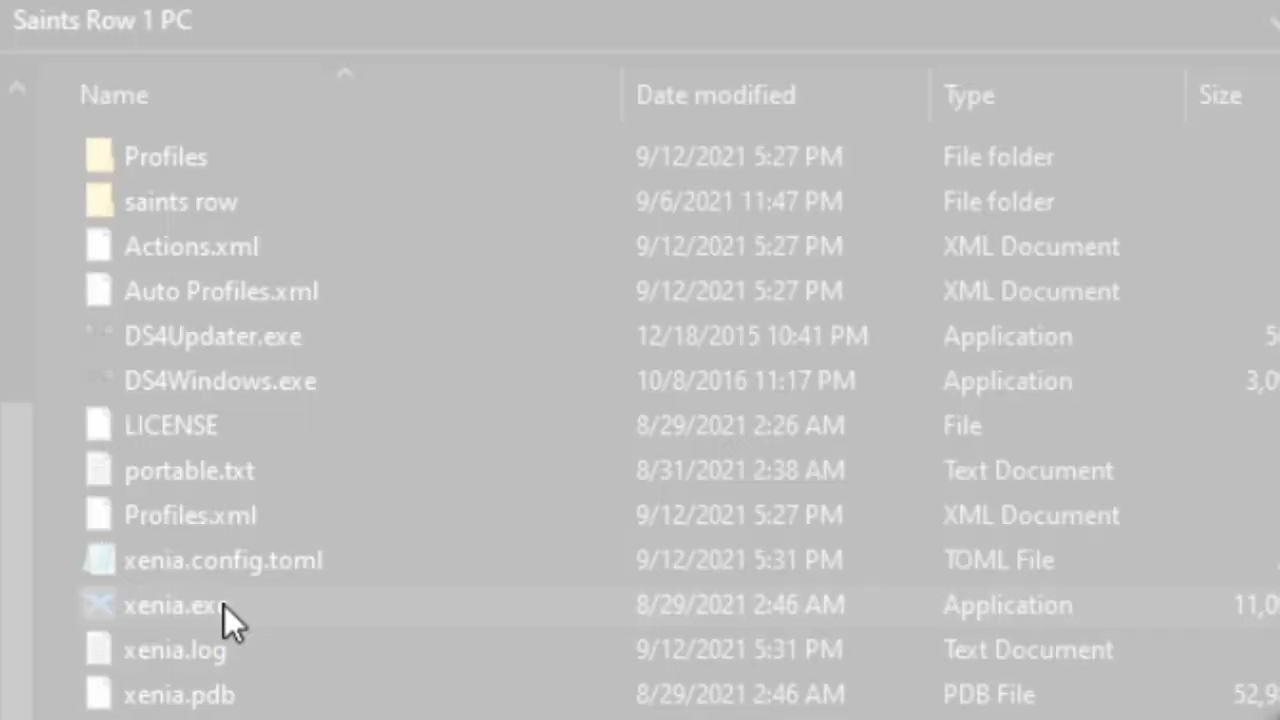 Saints Row 1 PC
Name Date modified Type Size
Profiles 9/12/2021 5:27 PM File folder
saints row 9/6/2021 11:47 PM File folder
Actions.xml 9/12/2021 5:27 PM XML Document
Auto Profiles.xml 9/12/2021 5:27 PM XML Document
DS4Updater.exe 12/18/2015 10:41 PM Application
DS4Windows.exe 10/8/2016 11:17 PM Application
LICENSE 8/29/2021 2:26 AM File
portable.txt 8/31/2021 2:38 AM Text Document
Profiles.xml 9/12/2021 5:27 PM XML Document
xenia.config.toml 9/12/2021 5:31 PM TOML File
xenia.exe 8/29/2021 2:46 AM Application
xenia.log 9/12/2021 5:31 PM Text Document
xenia.pdb 8/29/2021 2:46 AM PDB File